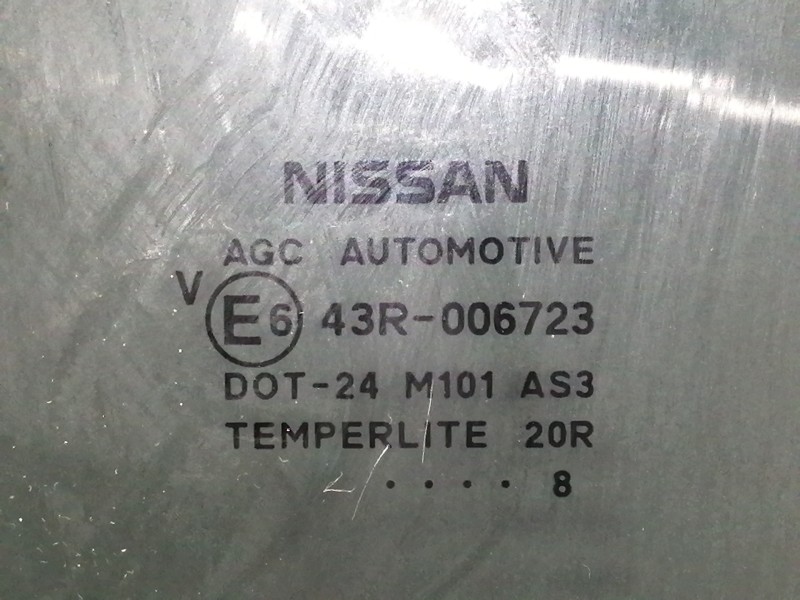 NISSAN
AGC AUTOMOTIVE
V E6 43R-006723
DOT-24 M101 AS3
TEMPERLITE 20R
. . . . 8